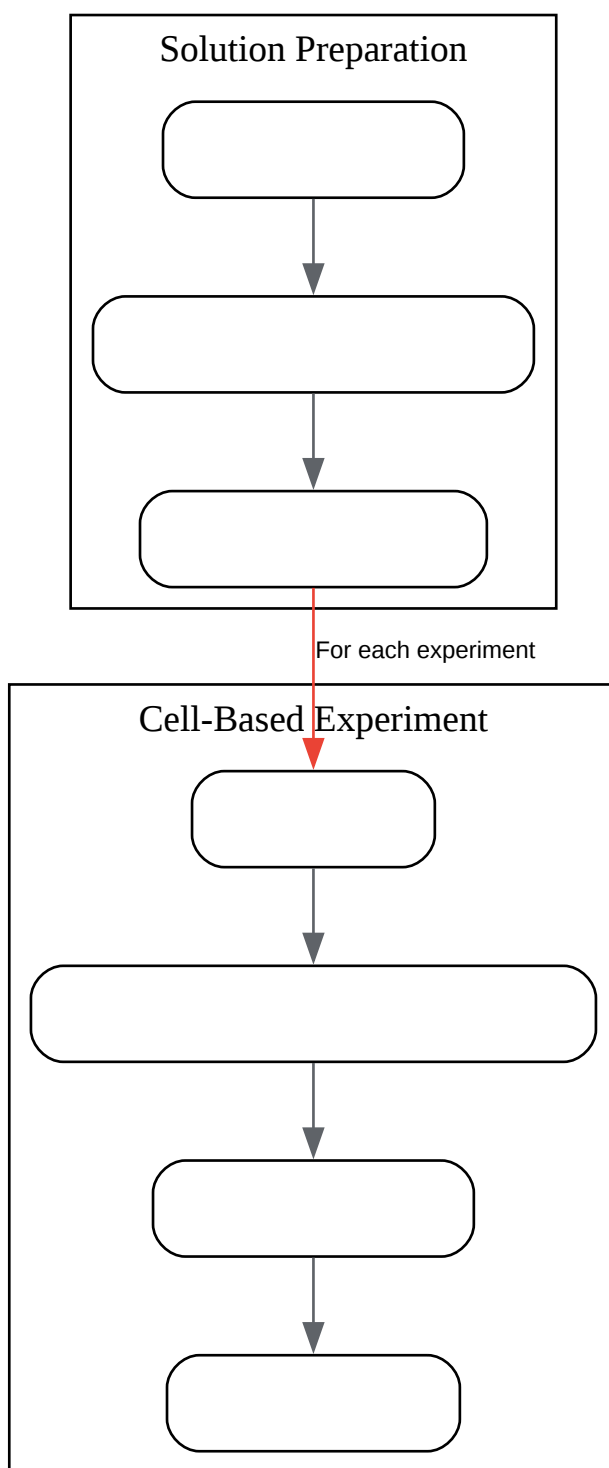 Solution Preparation
For each experiment
Cell-Based Experiment